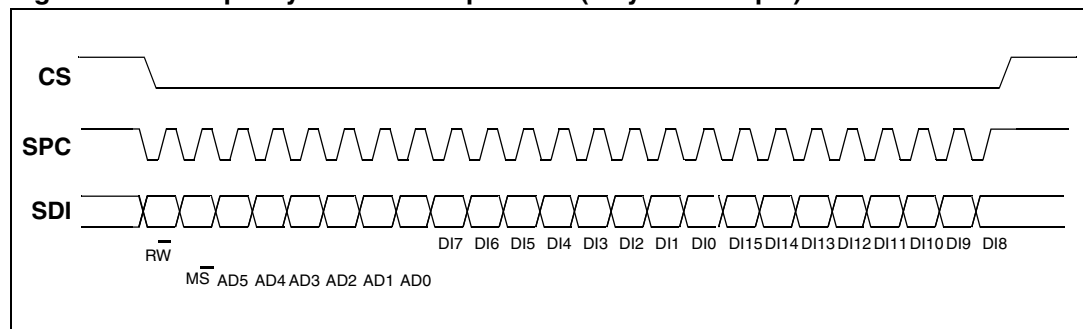 CS
SPC
SDI
DI7 DI6 DI5 DI4 DI3 DI2 DI1 DI0 DI15 DI14 DI13 DI12 DI11 DI10 DI9 DI8
RW
MS AD5 AD4 AD3 AD2 AD1 AD0